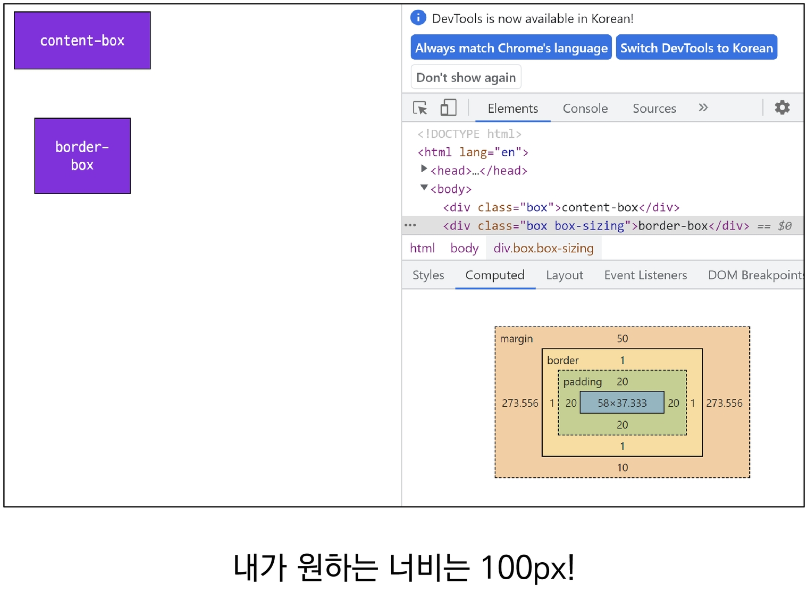 content-box
border-
box
DevTools is now available in Korean!
Always match Chrome's language
Switch DevTools to Korean
Don't show again
Elements
Console
Sources
»
<!DOCTYPE html>
<html lang="en">
▶<head>…</head>
▼<body>
<div class="box">content-box</div>
<div class="box box-sizing">border-box</div> == $0
html
body
div.box.box-sizing
Styles
Computed
Layout
Event Listeners
DOM Breakpoints
margin
50
border
1
padding
20
273.556
1
20
58×37.333
20
1
273.556
20
1
10
내가 원하는 너비는 100px!